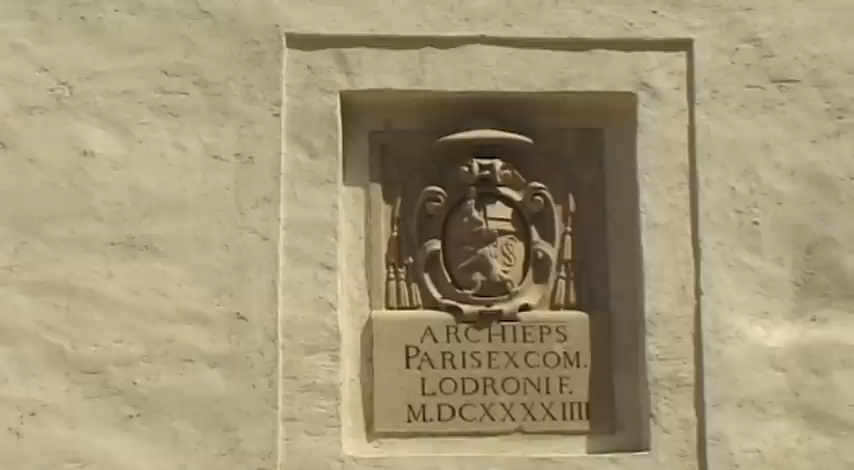 ARCHIEPS
PARIS EX COM.
LODRONI F.
M.DCXXXXIIII